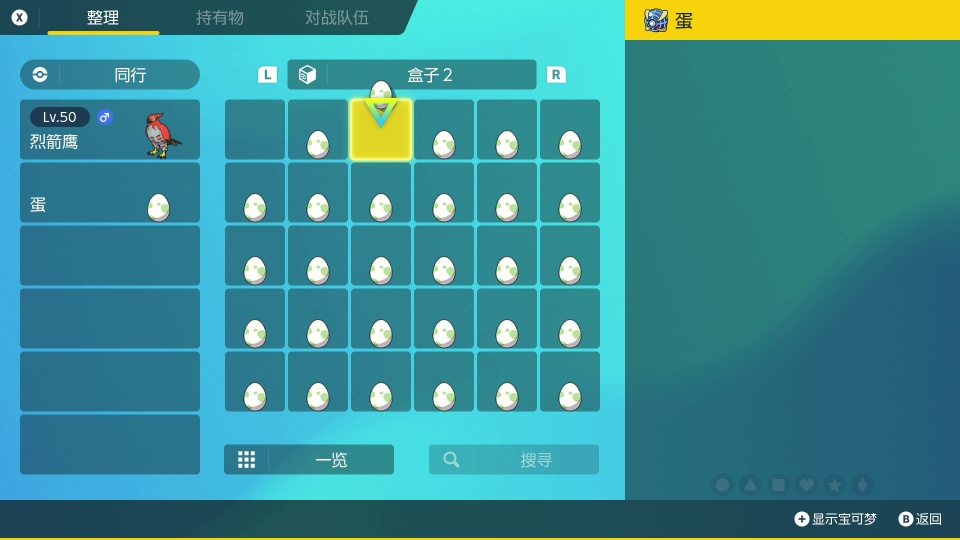 X 整理 持有物 对战队伍
蛋
同行
L 盒子2 R
Lv.50 ♂
烈箭鹰
蛋
一览 搜寻
+显示宝可梦 B返回